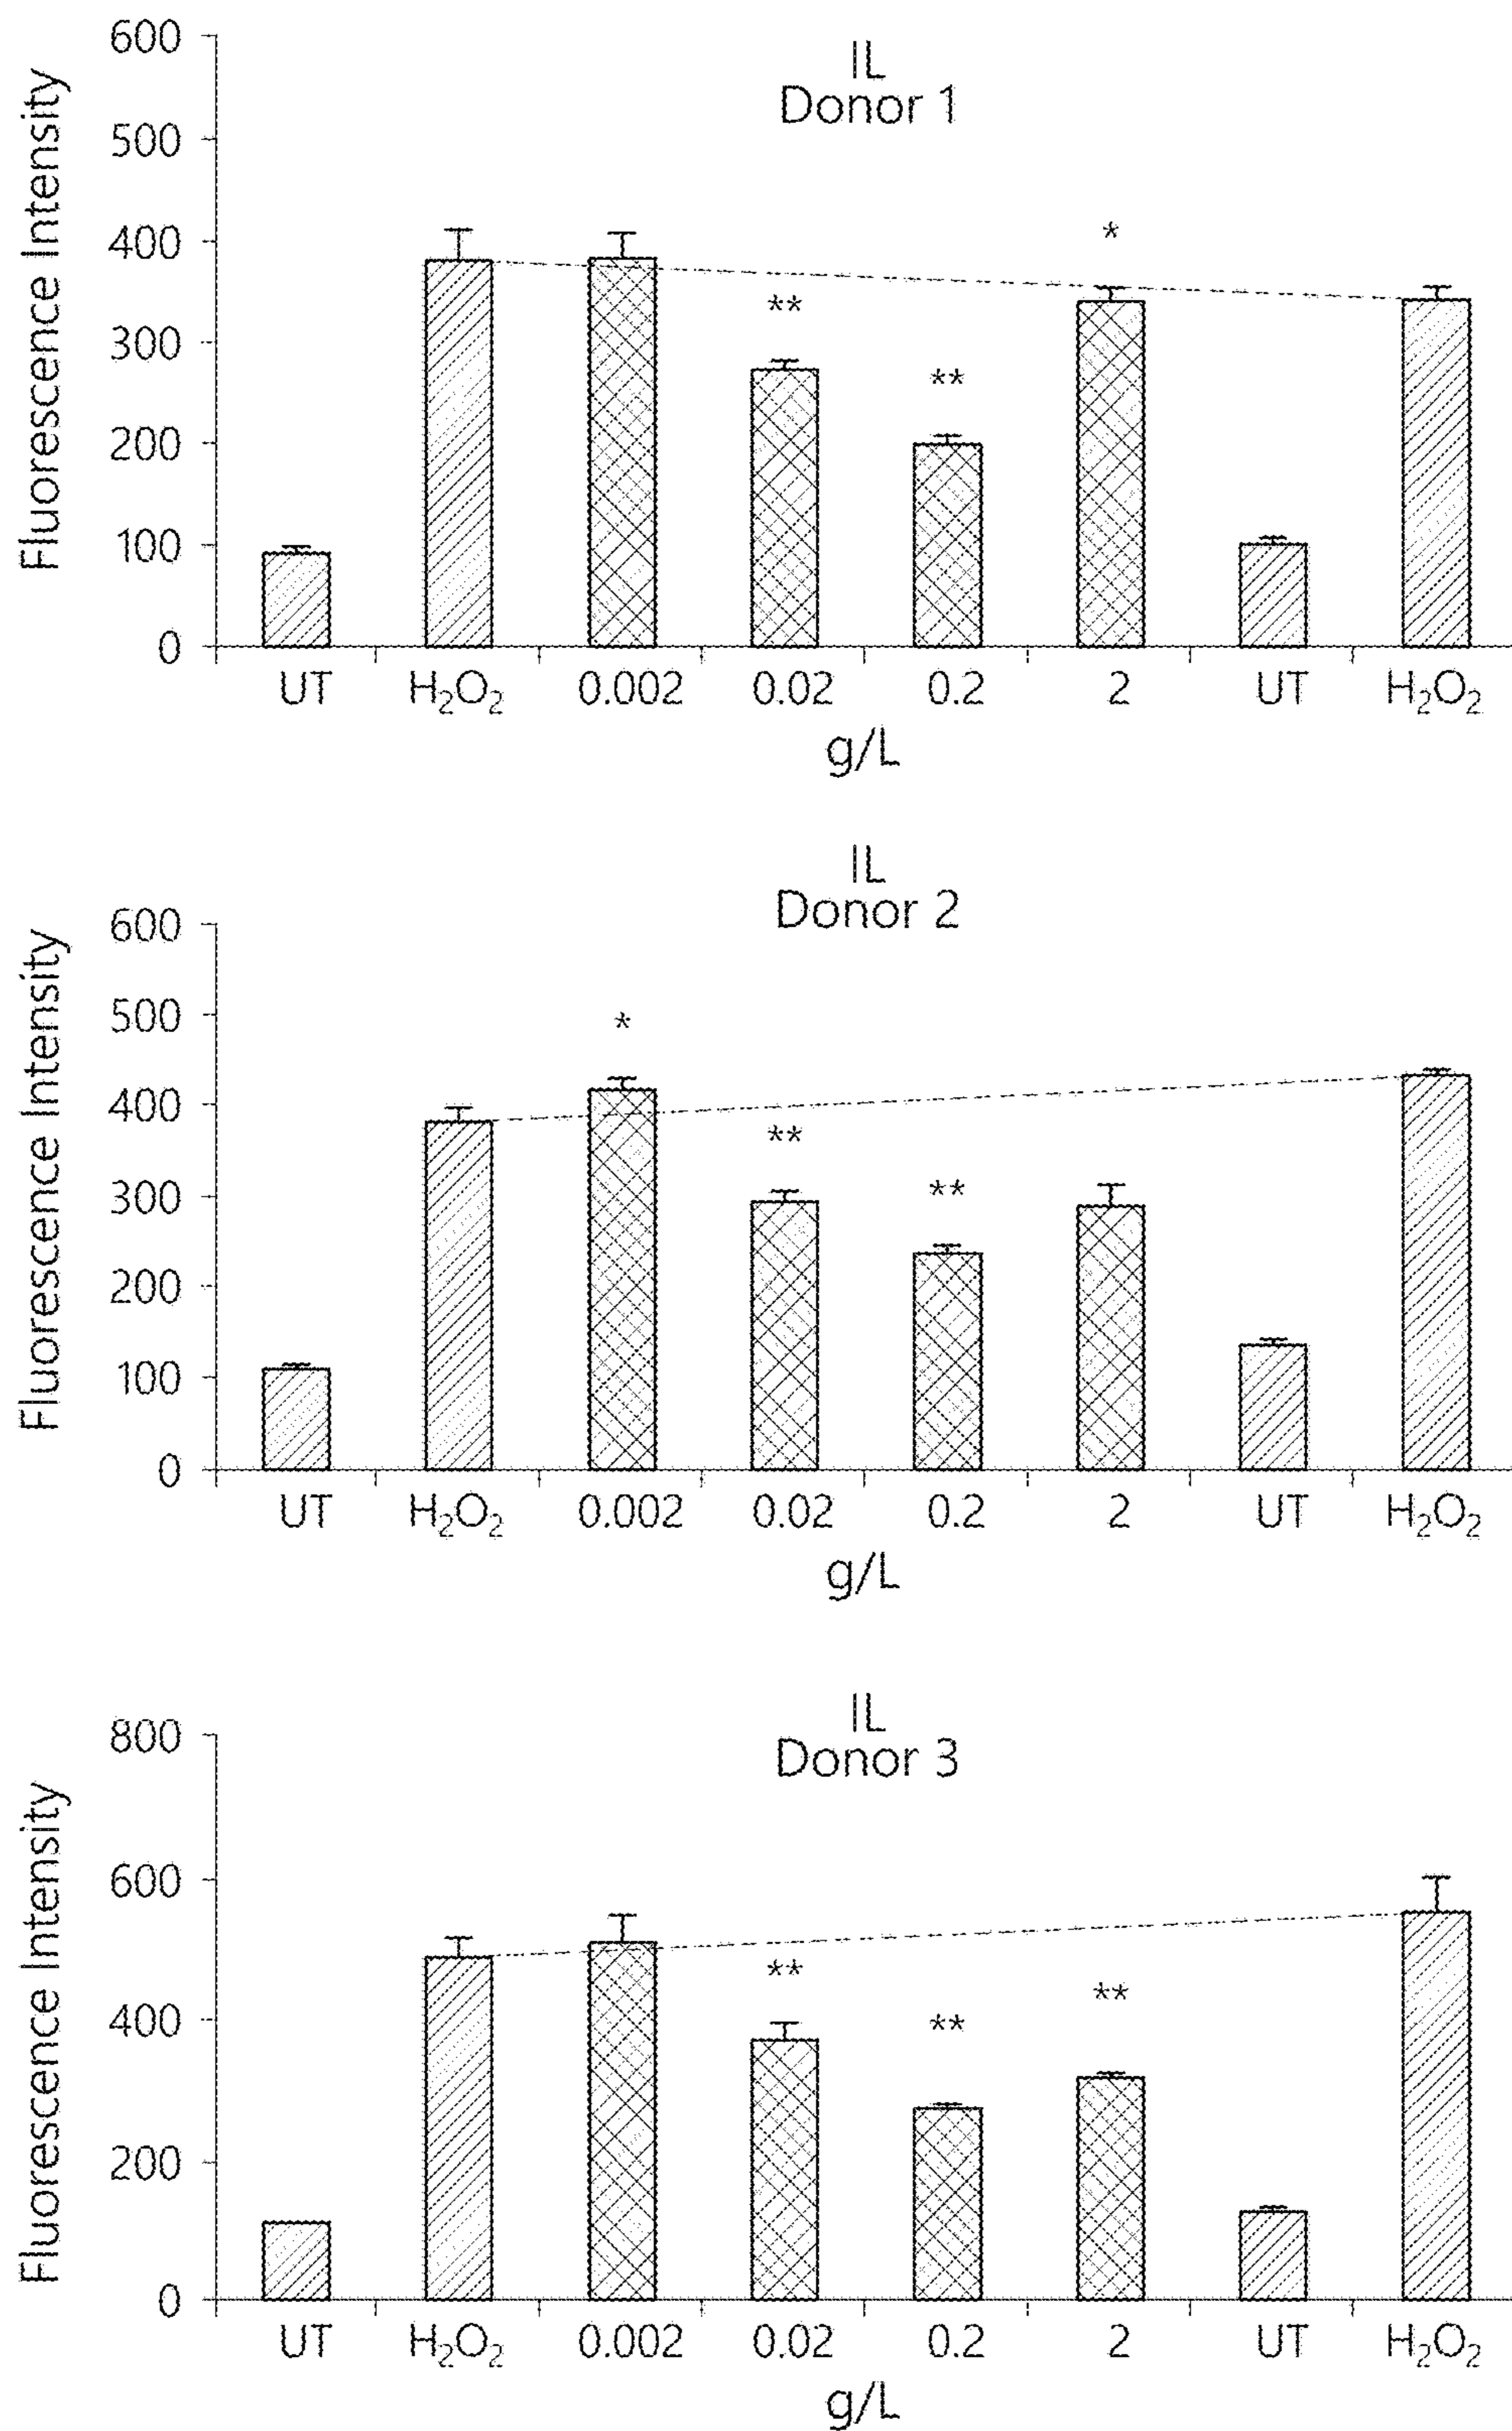 IL
Donor 1
Fluorescence Intensity
600
500
400
300
200
100
0
*
**
**
UT H₂O₂ 0.002 0.02 0.2 2 UT H₂O₂
g/L
IL
Donor 2
Fluorescence Intensity
600
500
400
300
200
100
0
*
**
**
UT H₂O₂ 0.002 0.02 0.2 2 UT H₂O₂
g/L
IL
Donor 3
Fluorescence Intensity
800
600
400
200
0
**
**
**
UT H₂O₂ 0.002 0.02 0.2 2 UT H₂O₂
g/L